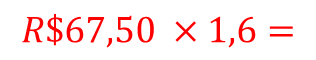 R$67,50 × 1,6 =